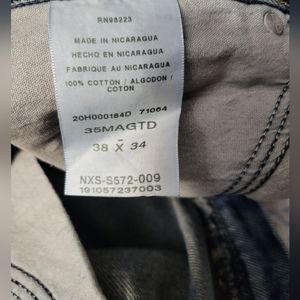 RN98223
MADE IN NICARAGUA
HECHO EN NICARAGUA
FABRIQUE AU NICARAGUA
100% COTTON / ALGODON /
COTON
20H000184D 71064
35MAGTD
38 X 34
NXS-S572-009
191057237003